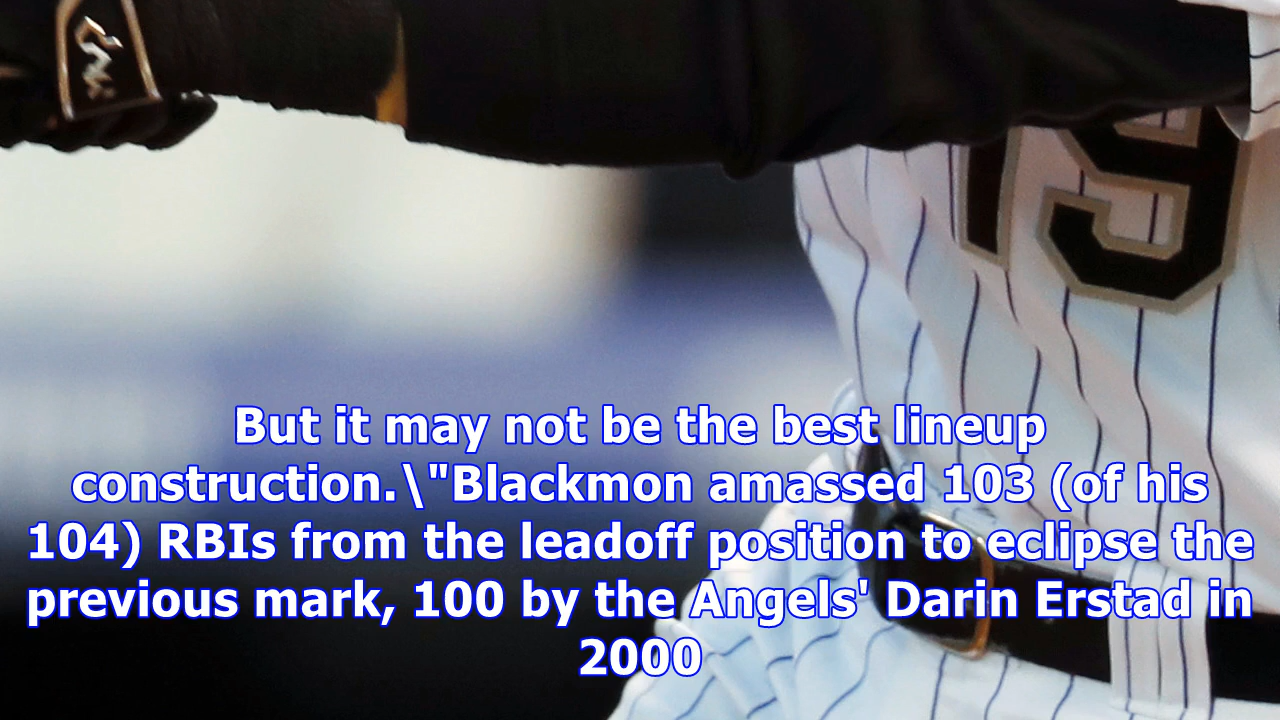 19
But it may not be the best lineup
construction.\"Blackmon amassed 103 (of his
104) RBIs from the leadoff position to eclipse the
previous mark, 100 by the Angels' Darin Erstad in
2000